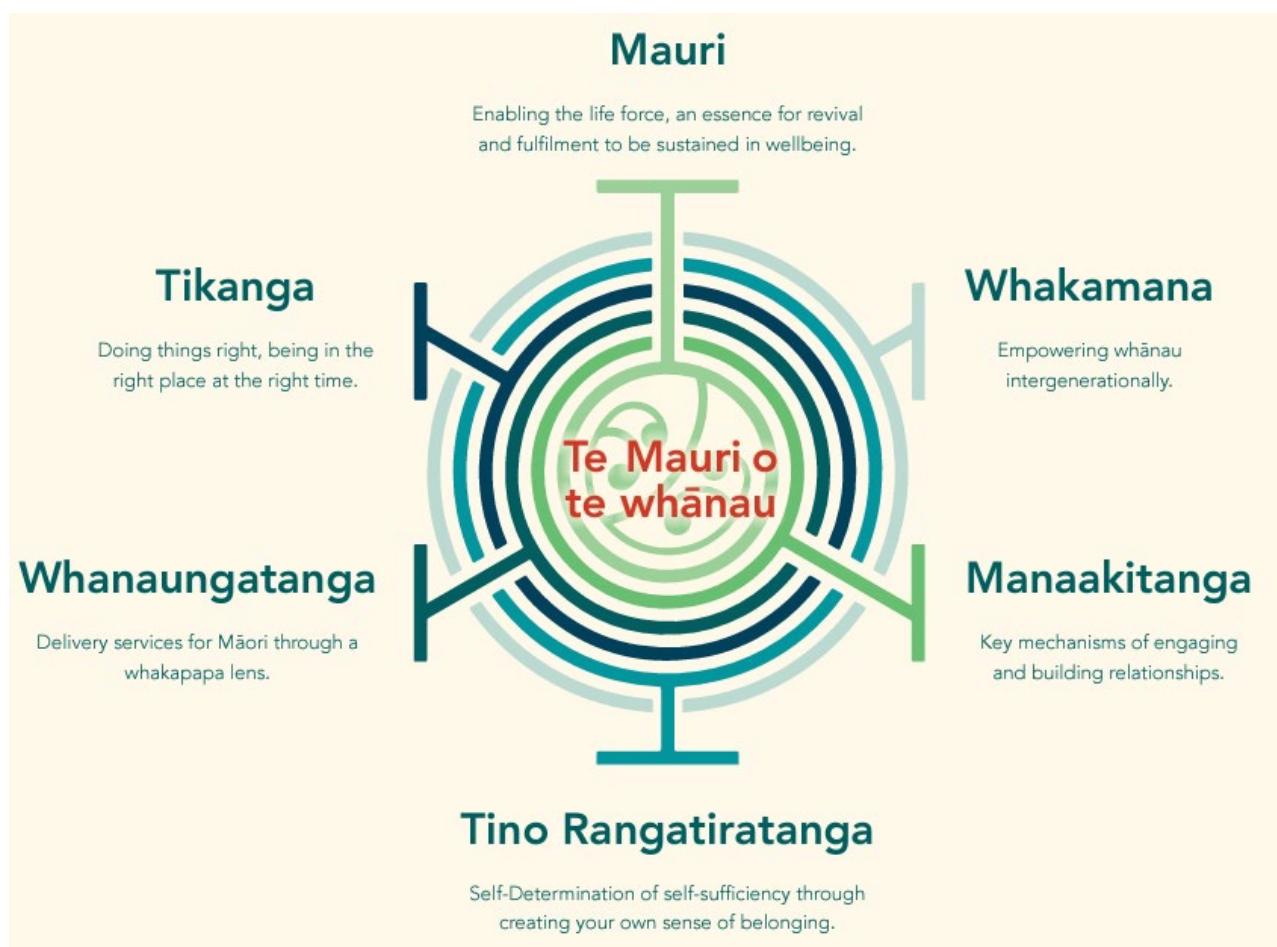 Mauri
Enabling the life force, an essence for revival
and fulfilment to be sustained in wellbeing.
Tikanga
Doing things right, being in the
right place at the right time.
Whakamana
Empowering whānau
intergenerationally.
Te Mauri o
te whānau
Whanaungatanga
Delivery services for Māori through a
whakapapa lens.
Manaakitanga
Key mechanisms of engaging
and building relationships.
Tino Rangatiratanga
Self-Determination of self-sufficiency through
creating your own sense of belonging.